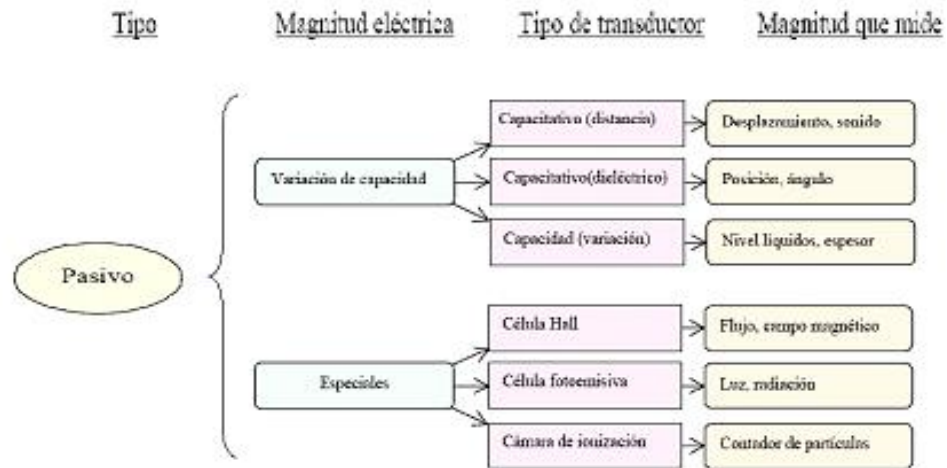 Tipo Magnitud eléctrica Tipo de transductor Magnitud que mide
Capacitativo (distancia) Desplazamiento, sonido
Variación de capacidad Capacitativo(dieléctrico) Posición, ángulo
Capacidad (variación) Nivel líquidos, espesor
Pasivo
Célula Hall Flujo, campo magnético
Especiales Célula fotoemisiva Luz, radiación
Cámara de ionización Contador de partículas